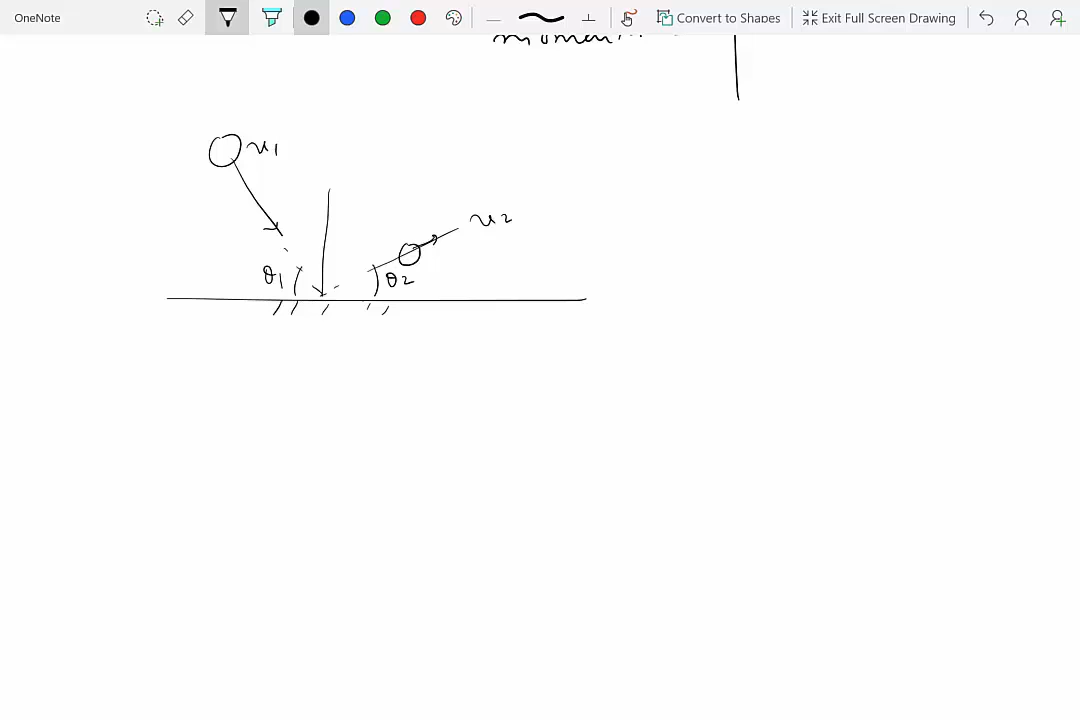 OneNote
Convert to Shapes
Exit Full Screen Drawing
u1
u2
θ1
θ2